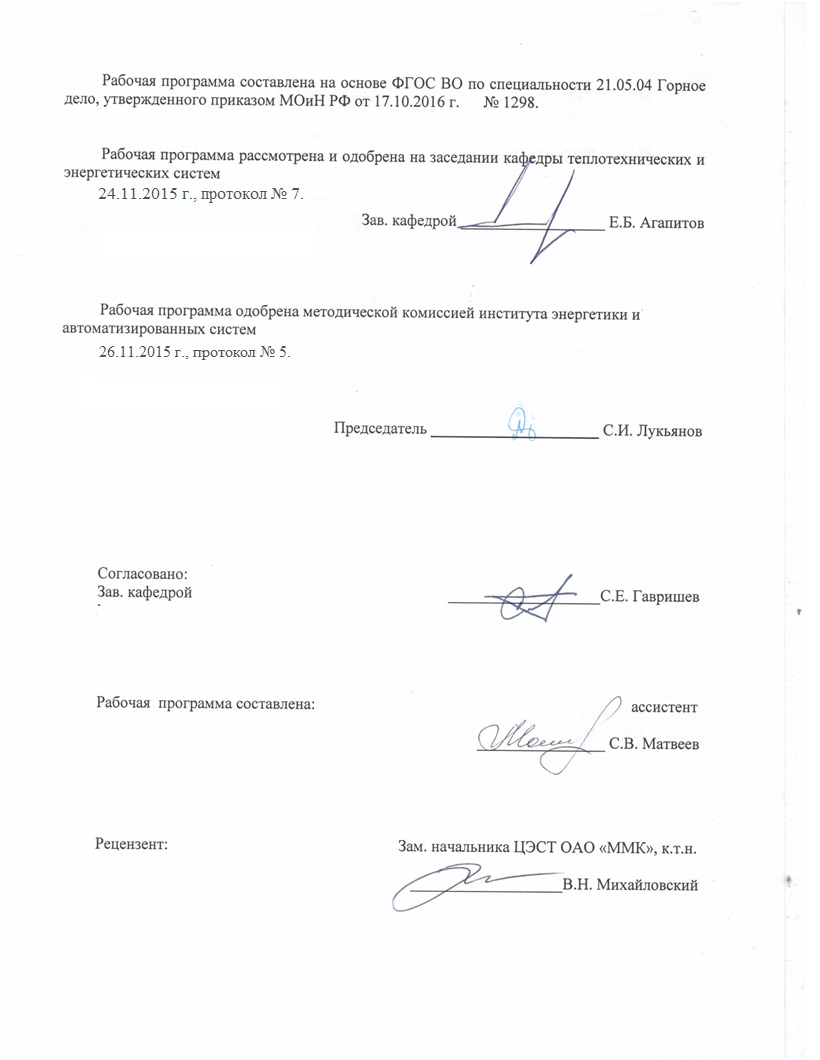 Рабочая программа составлена на основе ФГОС ВО по специальности 21.05.04 Горное
дело, утвержденного приказом МОиН РФ от 17.10.2016 г. № 1298.
Рабочая программа рассмотрена и одобрена на заседании кафедры теплотехнических и
энергетических систем
24.11.2015 г., протокол № 7.
Зав. кафедрой Е.Б. Агапитов
Рабочая программа одобрена методической комиссией института энергетики и
автоматизированных систем
26.11.2015 г., протокол № 5.
Председатель С.И. Лукьянов
Согласовано:
Зав. кафедрой С.Е. Гавришев
Рабочая программа составлена: ассистент
С.В. Матвеев
Рецензент: Зам. начальника ЦЭСТ ОАО «ММК», к.т.н.
В.Н. Михайловский